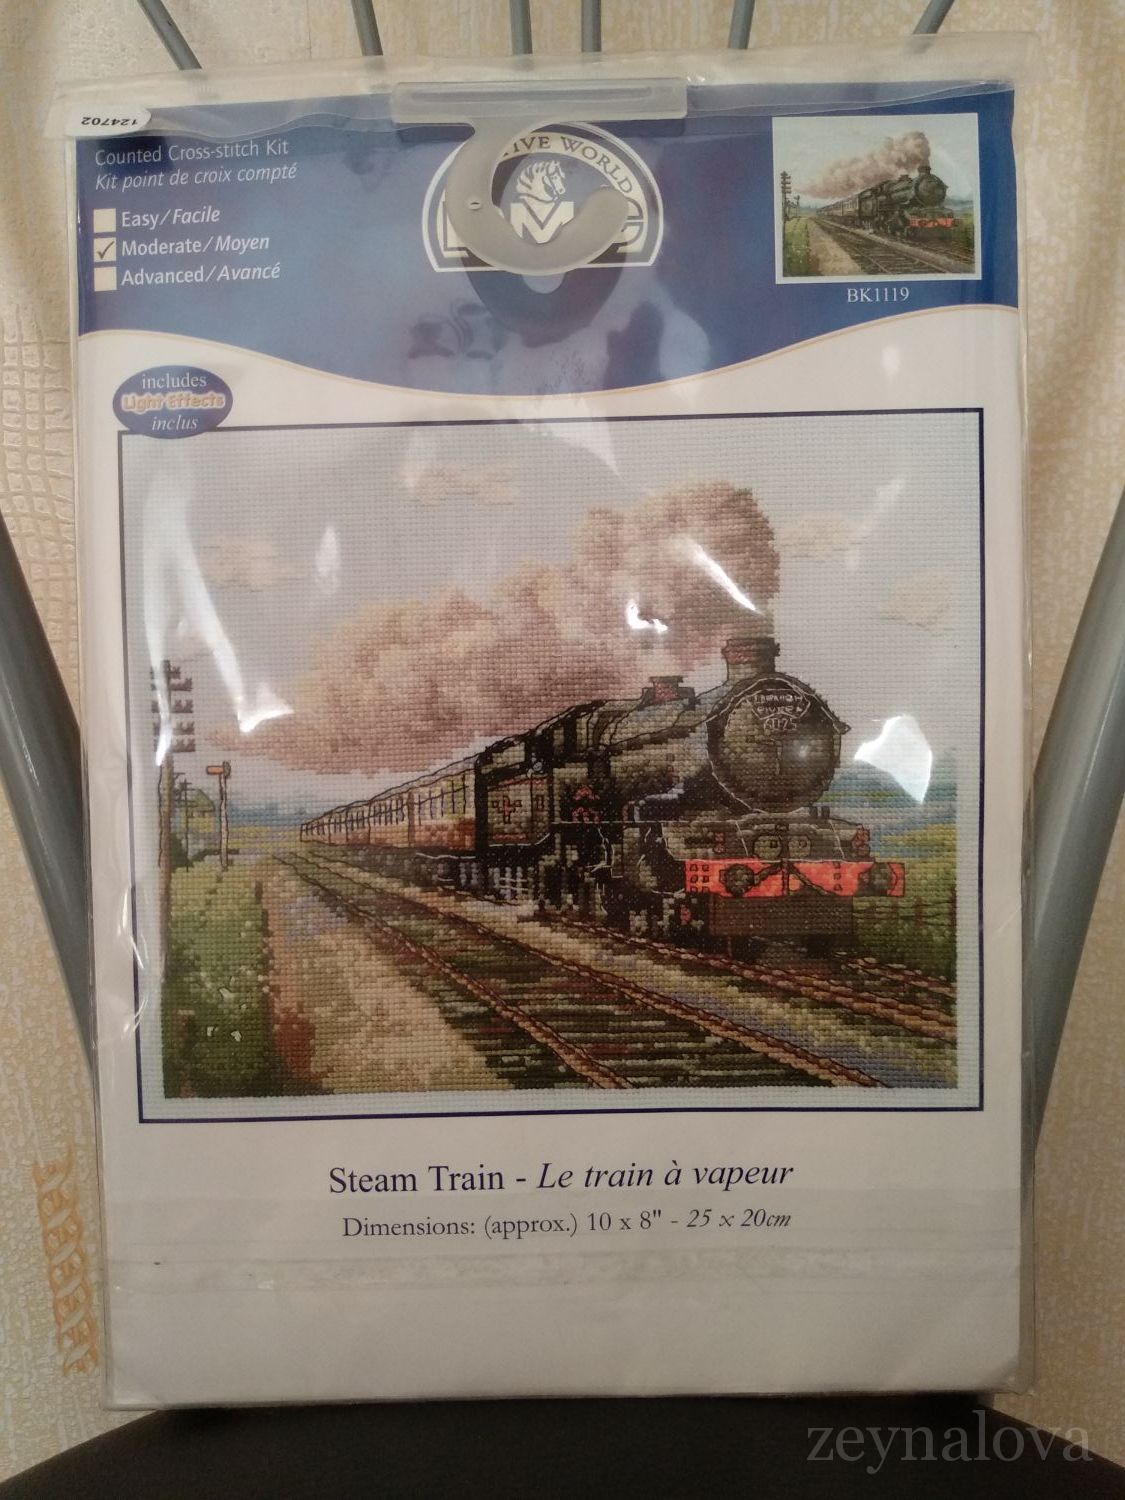 124702
Counted Cross-stitch Kit
Kit point de croix compté
Easy/Facile
Moderate/Moyen
Advanced/Avancé
WORLD
BK1119
includes
Light Effects
inclus
Steam Train - Le train à vapeur
Dimensions: (approx.) 10 x 8" - 25 x 20cm
zeynalova